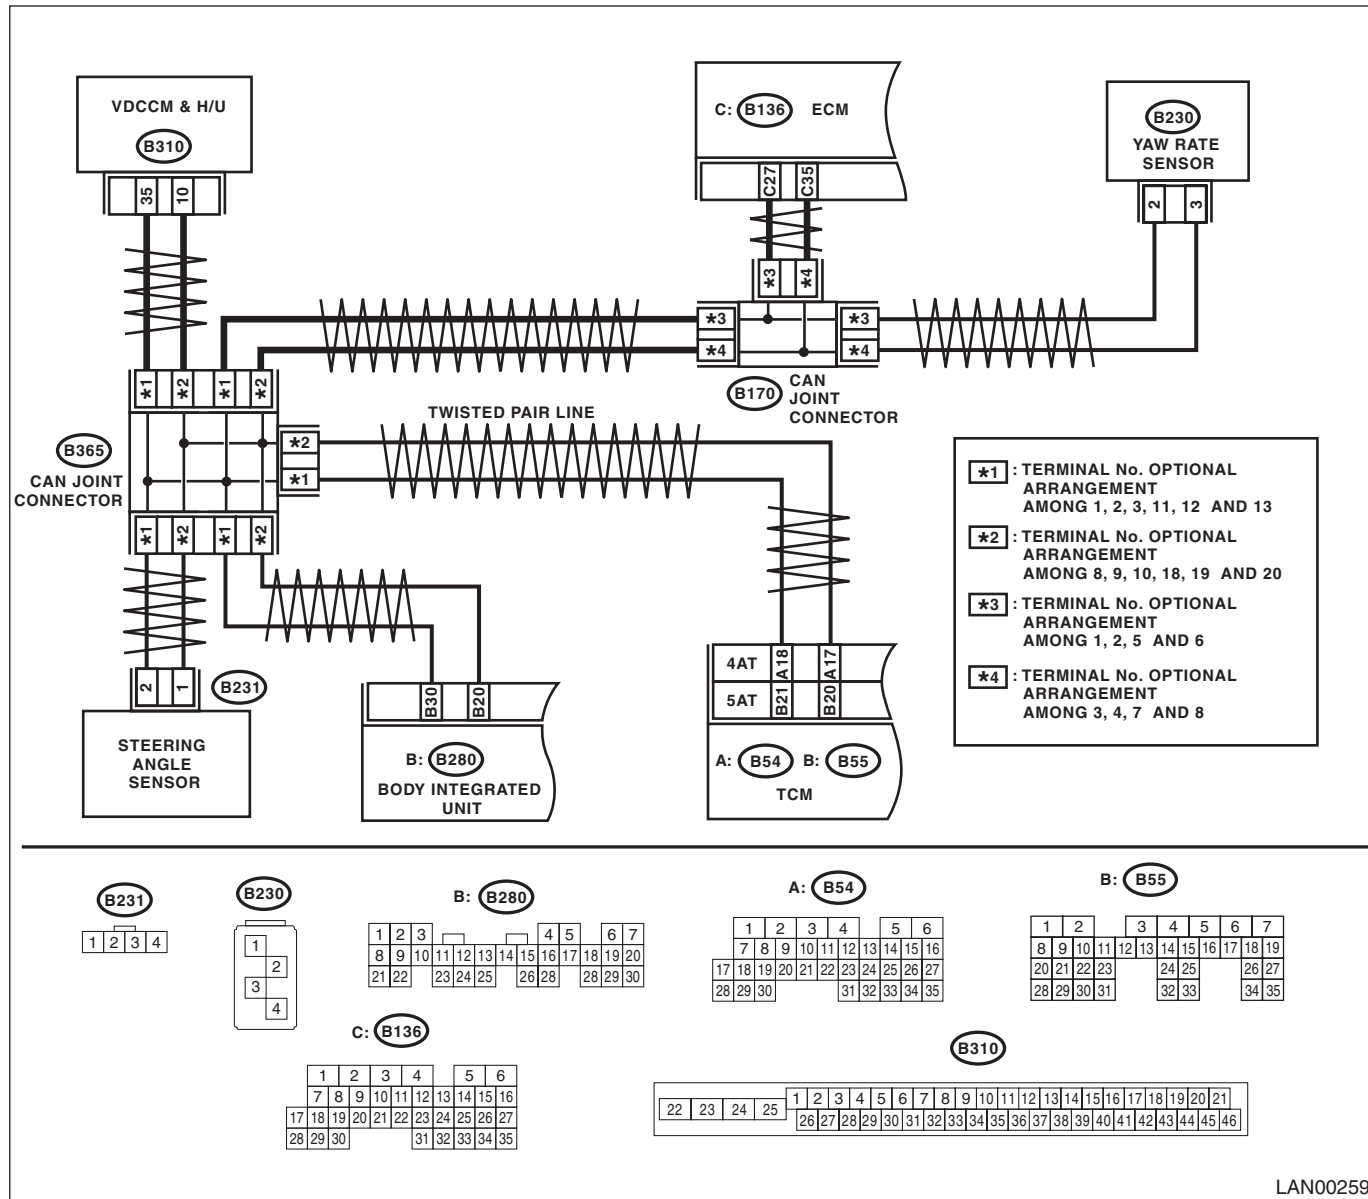 VDCCM & H/U
B310
35
10
C: B136 ECM
C27
C35
B230
YAW RATE
SENSOR
2
3
*3
*4
*3
*4
*3
*4
B170
CAN
JOINT
CONNECTOR
*1
*2
*1
*2
B365
CAN JOINT
CONNECTOR
TWISTED PAIR LINE
*2
*1
*1
*2
*1
*2
*1 : TERMINAL No. OPTIONAL
ARRANGEMENT
AMONG 1, 2, 3, 11, 12 AND 13
*2 : TERMINAL No. OPTIONAL
ARRANGEMENT
AMONG 8, 9, 10, 18, 19 AND 20
*3 : TERMINAL No. OPTIONAL
ARRANGEMENT
AMONG 1, 2, 5 AND 6
*4 : TERMINAL No. OPTIONAL
ARRANGEMENT
AMONG 3, 4, 7 AND 8
2
1
B231
STEERING
ANGLE
SENSOR
B30
B20
B: B280
BODY INTEGRATED
UNIT
4AT A18 A17
5AT B21 B20
A: B54 B: B55
TCM
B231
1 2 3 4
B230
1
2
3
4
B: B280
1 2 3 4 5 6 7
8 9 10 11 12 13 14 15 16 17 18 19 20
21 22 23 24 25 26 28 28 29 30
A: B54
1 2 3 4 5 6
7 8 9 10 11 12 13 14 15 16
17 18 19 20 21 22 23 24 25 26 27
28 29 30 31 32 33 34 35
B: B55
1 2 3 4 5 6 7
8 9 10 11 12 13 14 15 16 17 18 19
20 21 22 23 24 25 26 27
28 29 30 31 32 33 34 35
C: B136
1 2 3 4 5 6
7 8 9 10 11 12 13 14 15 16
17 18 19 20 21 22 23 24 25 26 27
28 29 30 31 32 33 34 35
B310
22 23 24 25 1 2 3 4 5 6 7 8 9 10 11 12 13 14 15 16 17 18 19 20 21
26 27 28 29 30 31 32 33 34 35 36 37 38 39 40 41 42 43 44 45 46
LAN00259